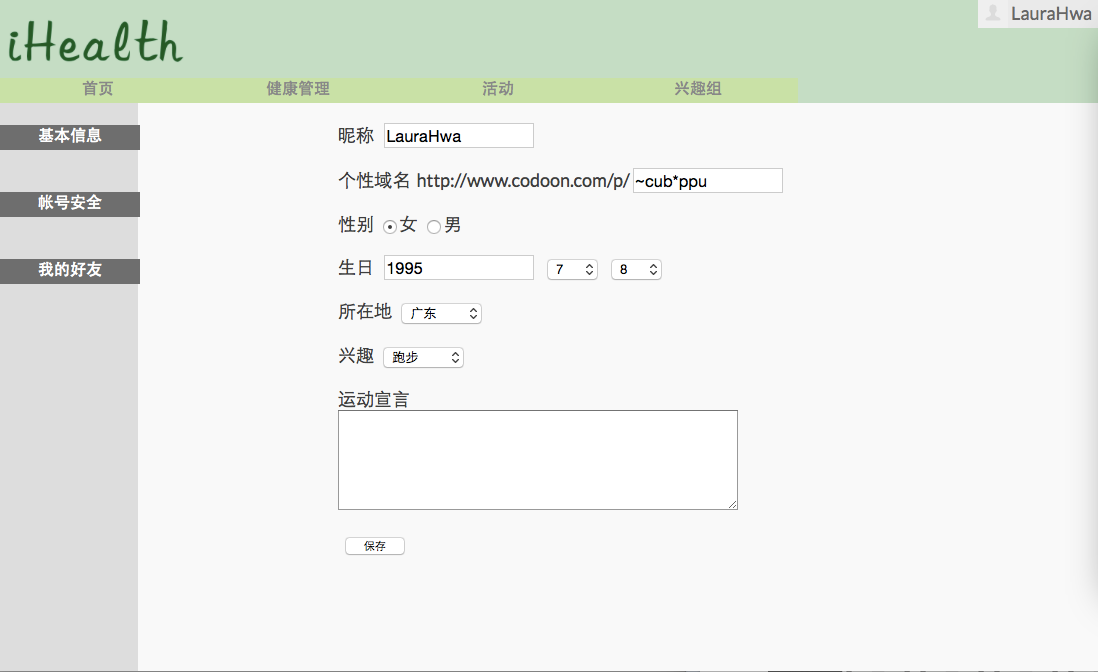 LauraHwa
iHealth
首页 健康管理 活动 兴趣组
基本信息
帐号安全
我的好友
昵称 LauraHwa
个性域名 http://www.codoon.com/p/ ~cub*ppu
性别 女 男
生日 1995 7 8
所在地 广东
兴趣 跑步
运动宣言
保存